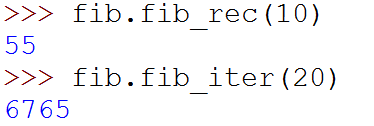 >>> fib.fib_rec(10)
55
>>> fib.fib_iter(20)
6765